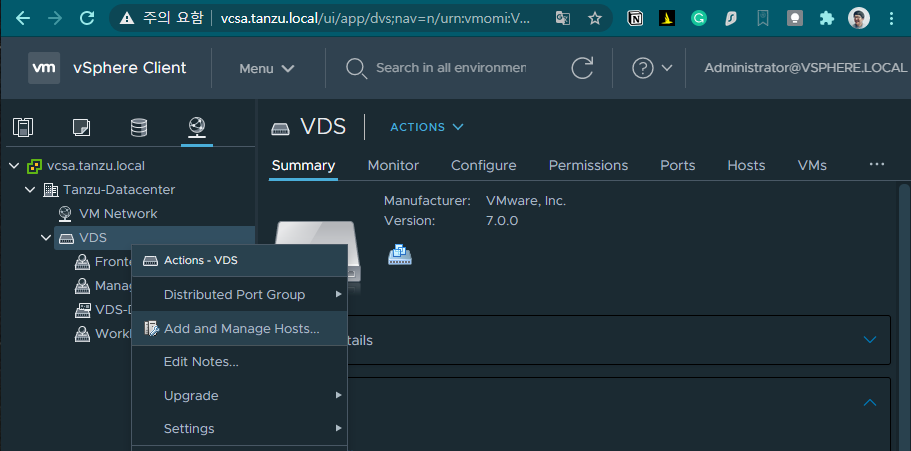 주의 요함 | vcsa.tanzu.local/ui/app/dvs;nav=n/urn:vmomi:V...
vm vSphere Client Menu Search in all environmen Administrator@VSPHERE.LOCAL
VDS | ACTIONS
Summary Monitor Configure Permissions Ports Hosts VMs ...
vcsa.tanzu.local
Tanzu-Datacenter
VM Network
VDS
Fronte
Manag
VDS-D
Workl
Manufacturer: VMware, Inc.
Version: 7.0.0
Actions - VDS
Distributed Port Group
Add and Manage Hosts...
Edit Notes...
Upgrade
Settings
tails